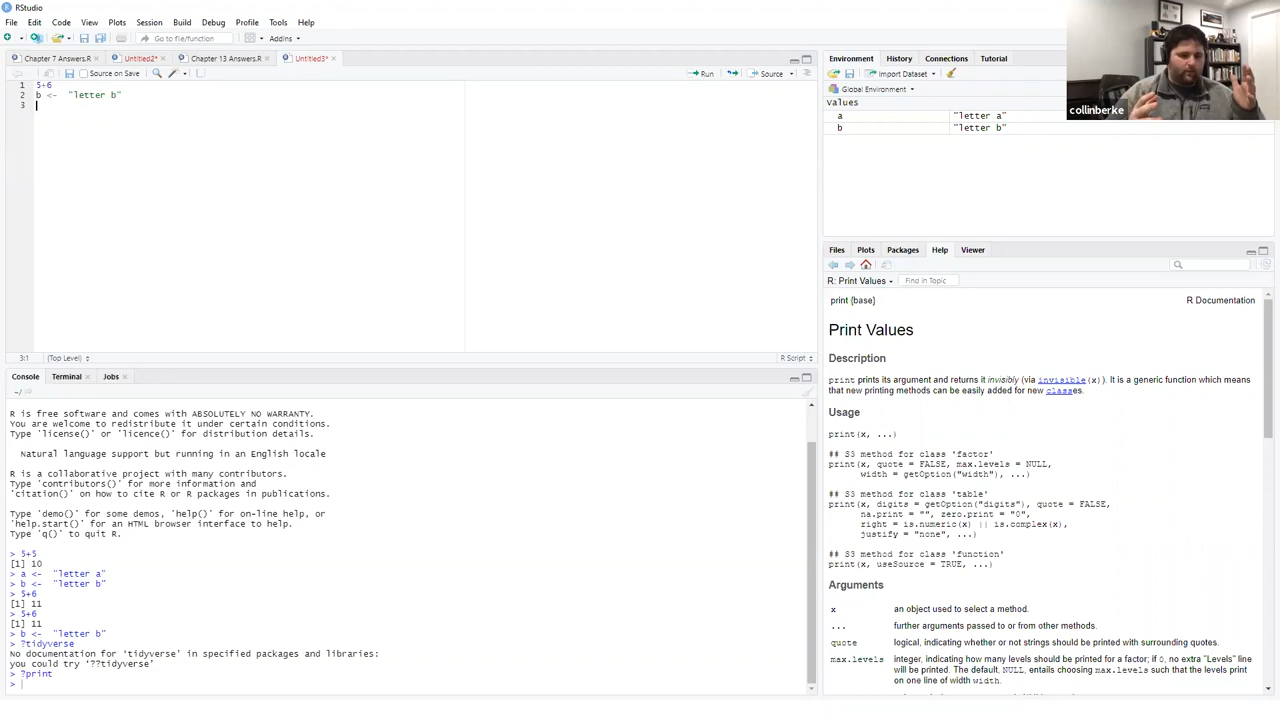 RStudio
File Edit Code View Plots Session Build Debug Profile Tools Help
Go to file/function Addins
Chapter 7 Answers.R Untitled2* Chapter 13 Answers.R Untitled3*
Source on Save Run Source
1 5+6
2 b <- "letter b"
3
3:1 (Top Level) R Script
Console Terminal Jobs
~/
R is free software and comes with ABSOLUTELY NO WARRANTY.
You are welcome to redistribute it under certain conditions.
Type 'license()' or 'licence()' for distribution details.
Natural language support but running in an English locale
R is a collaborative project with many contributors.
Type 'contributors()' for more information and
'citation()' on how to cite R or R packages in publications.
Type 'demo()' for some demos, 'help()' for on-line help, or
'help.start()' for an HTML browser interface to help.
Type 'q()' to quit R.
> 5+5
[1] 10
> a <- "letter a"
> b <- "letter b"
> 5+6
[1] 11
> 5+6
[1] 11
> b <- "letter b"
> ?tidyverse
No documentation for 'tidyverse' in specified packages and libraries:
you could try '??tidyverse'
> ?print
>
Environment History Connections Tutorial
Import Dataset
Global Environment
values
a "letter a"
b "letter b"
collinberke
Files Plots Packages Help Viewer
R: Print Values Find in Topic
print {base} R Documentation
Print Values
Description
print prints its argument and returns it invisibly (via invisible(x)). It is a generic function which means
that new printing methods can be easily added for new classes.
Usage
print(x, ...)
## S3 method for class 'factor'
print(x, quote = FALSE, max.levels = NULL,
width = getOption("width"), ...)
## S3 method for class 'table'
print(x, digits = getOption("digits"), quote = FALSE,
na.print = "", zero.print = "0",
right = is.numeric(x) || is.complex(x),
justify = "none", ...)
## S3 method for class 'function'
print(x, useSource = TRUE, ...)
Arguments
x an object used to select a method.
... further arguments passed to or from other methods.
quote logical, indicating whether or not strings should be printed with surrounding quotes.
max.levels integer, indicating how many levels should be printed for a factor; if 0, no extra "Levels" line
will be printed. The default, NULL, entails choosing max.levels such that the levels print
on one line of width width.